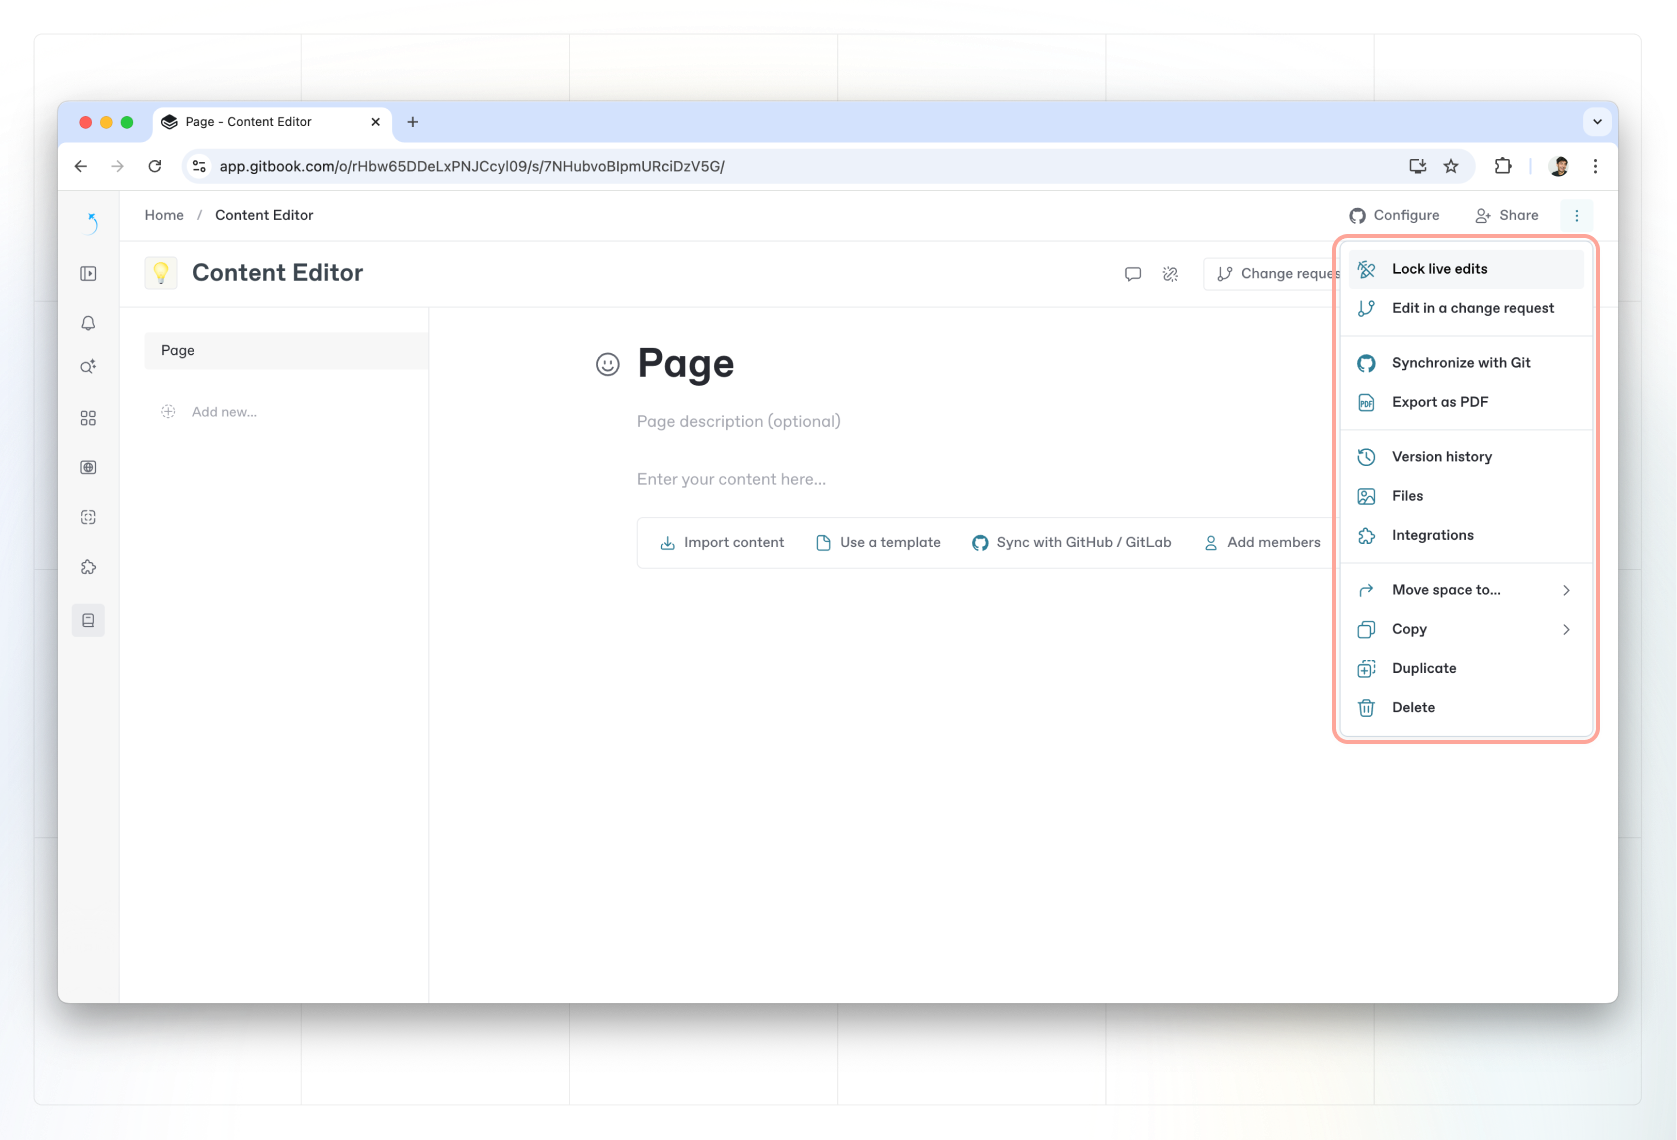 Page - Content Editor
app.gitbook.com/o/rHbw65DDeLxPNJCcyl09/s/7NHubvoBIpmURciDzV5G/
Home / Content Editor
Configure
Share
Content Editor
Change reques
Page
Add new...
Page
Page description (optional)
Enter your content here...
Import content
Use a template
Sync with GitHub / GitLab
Add members
Lock live edits
Edit in a change request
Synchronize with Git
PDF
Export as PDF
Version history
Files
Integrations
Move space to...
Copy
Duplicate
Delete